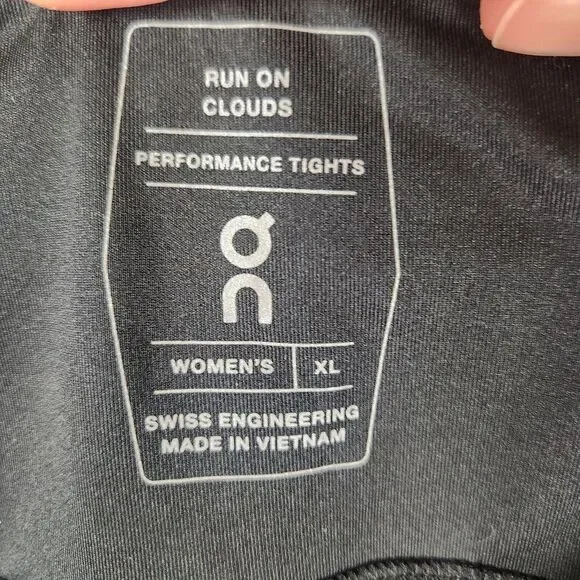 RUN ON
CLOUDS
PERFORMANCE TIGHTS
WOMEN'S XL
SWISS ENGINEERING
MADE IN VIETNAM